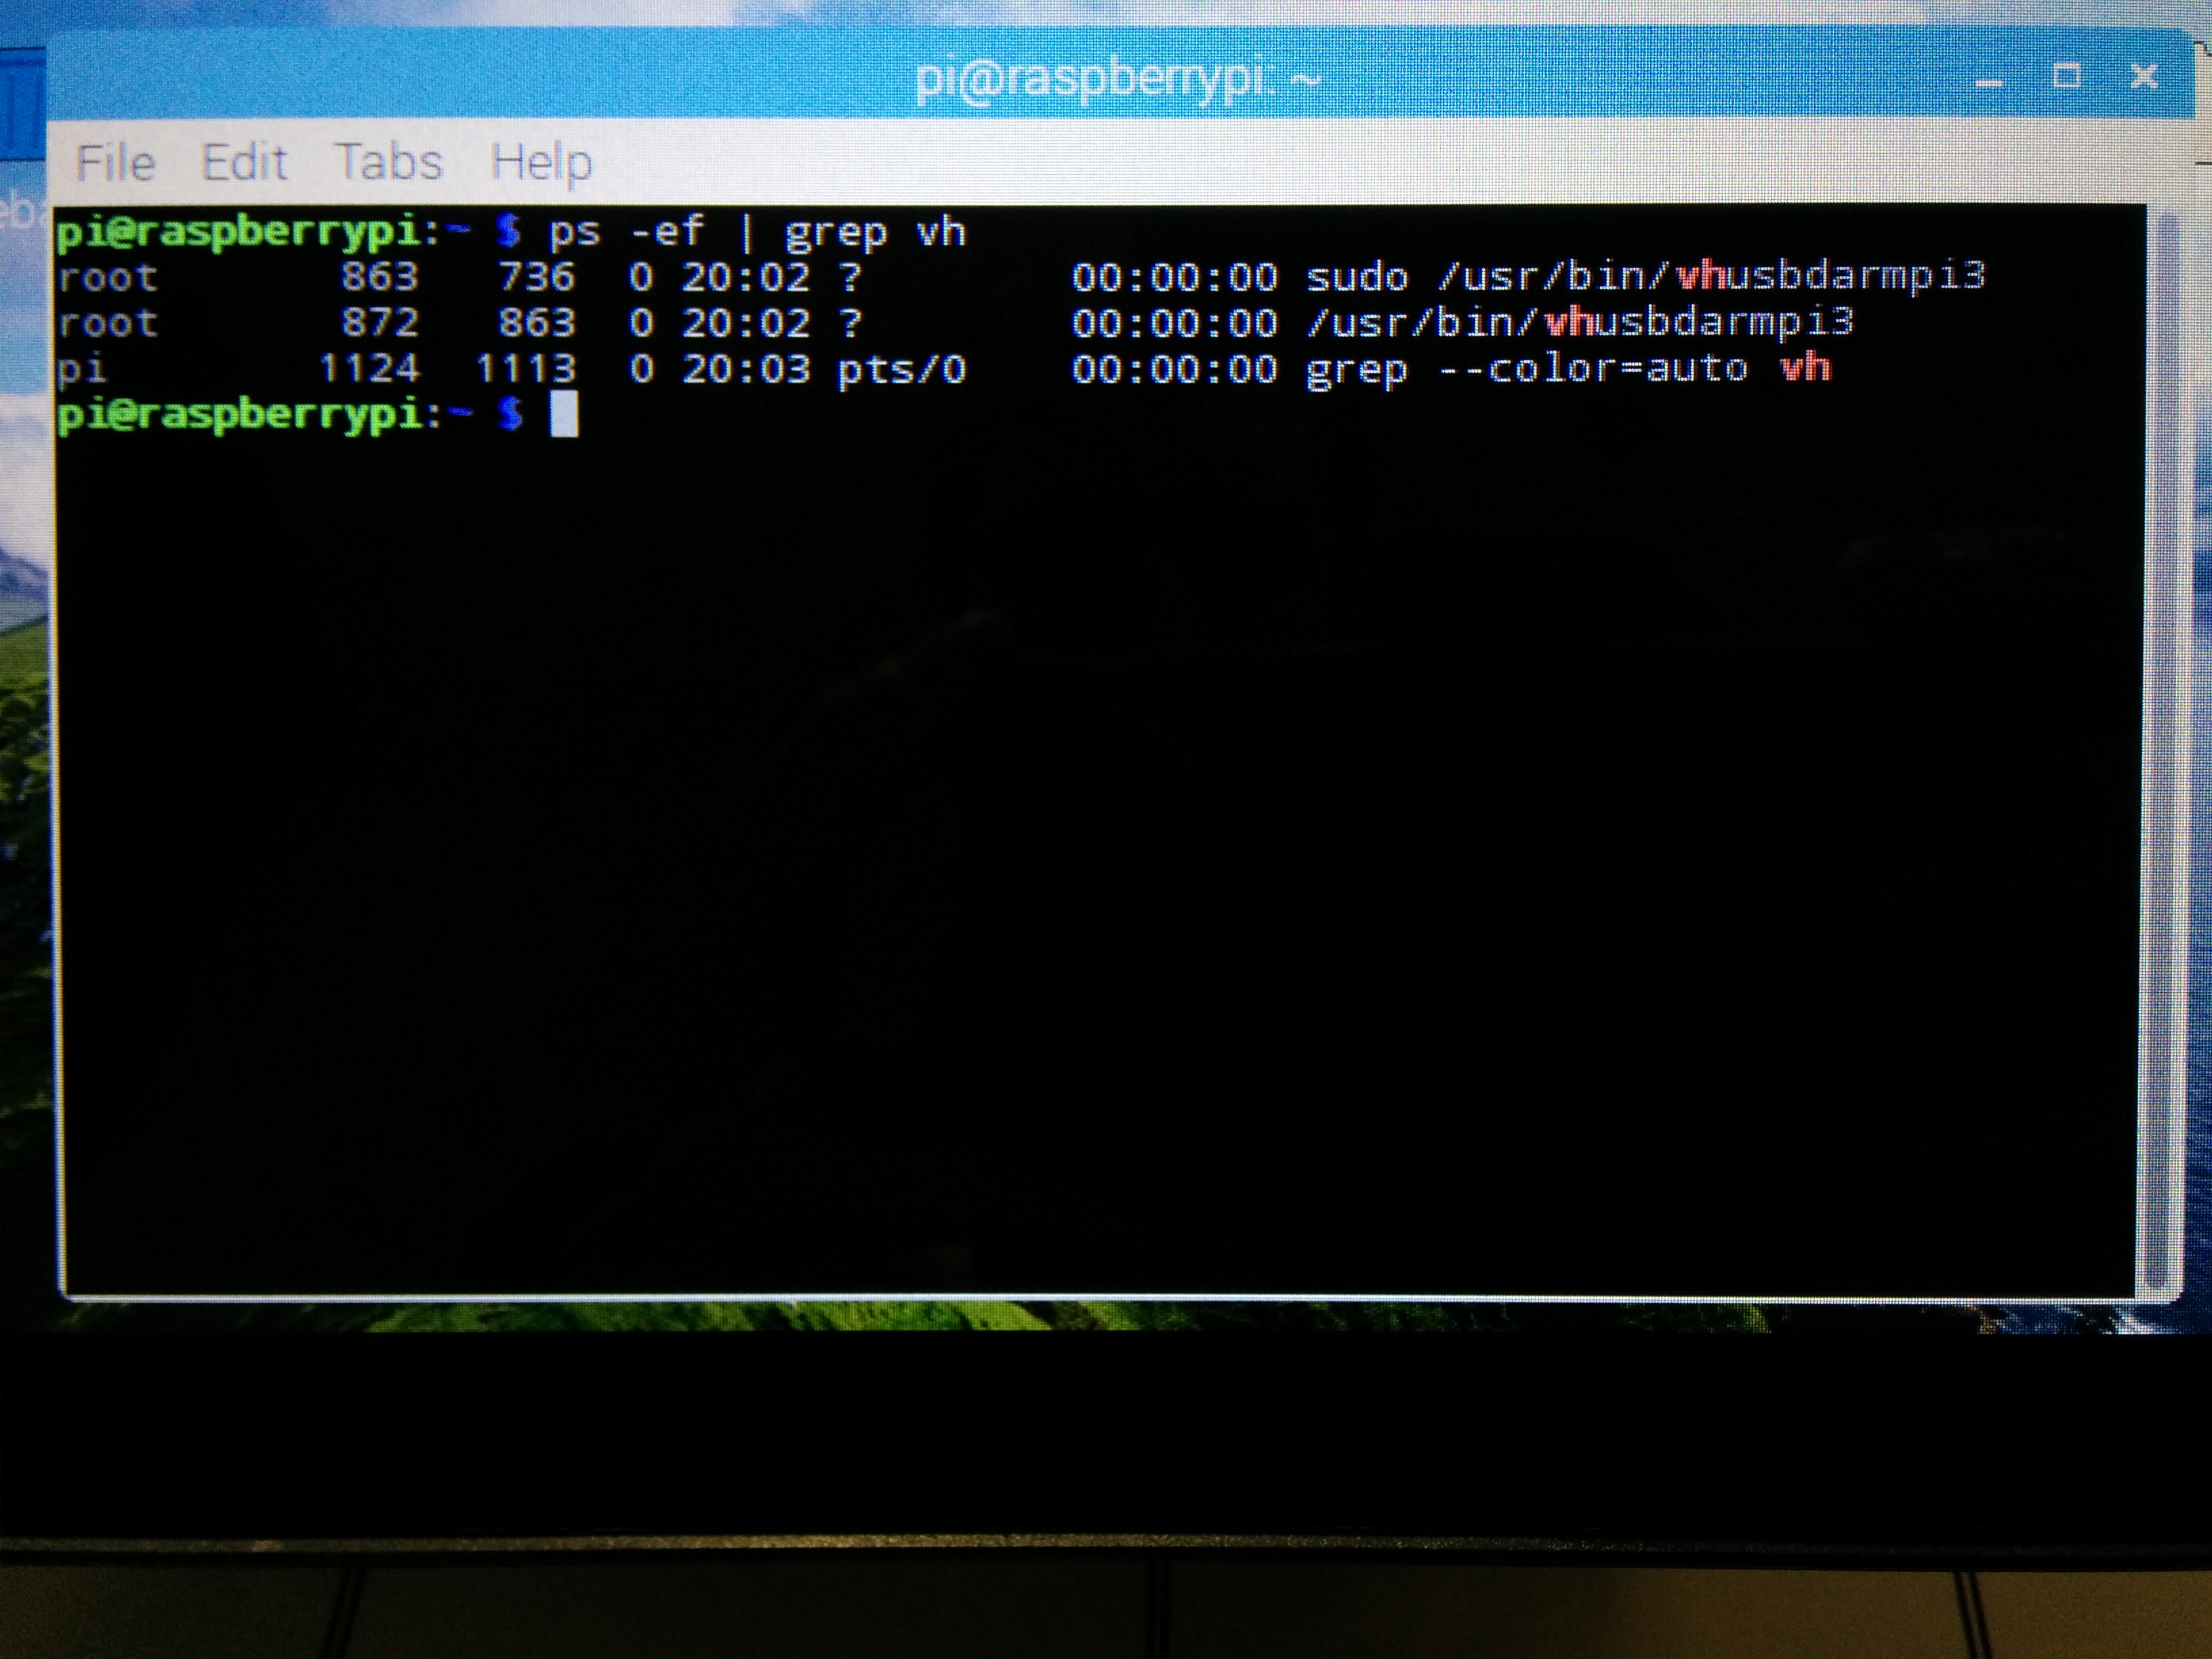 pi@raspberrypi: ~
File Edit Tabs Help
pi@raspberrypi:~ $ ps -ef | grep vh
root 863 736 0 20:02 ? 00:00:00 sudo /usr/bin/vhusbdarmpi3
root 872 863 0 20:02 ? 00:00:00 /usr/bin/vhusbdarmpi3
pi 1124 1113 0 20:03 pts/0 00:00:00 grep --color=auto vh
pi@raspberrypi:~ $